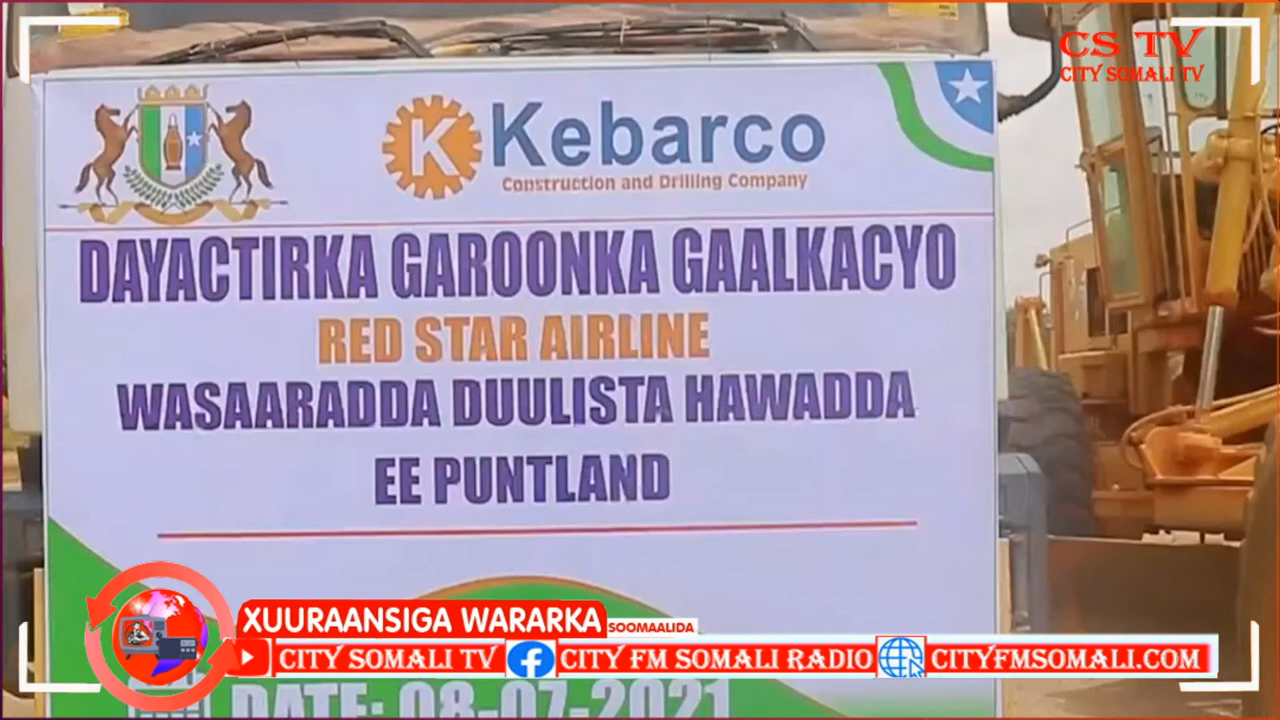 CS TV
CITY SOMALI TV
K Kebarco
Construction and Drilling Company
DAYACTIRKA GAROONKA GAALKACYO
RED STAR AIRLINE
WASAARADDA DUULISTA HAWADDA
EE PUNTLAND
XUURAANSIGA WARARKA
SOOMAALIDA
CITY SOMALI TV CITY FM SOMALI RADIO CITYFMSOMALI.COM
DATE: 08-07-2021